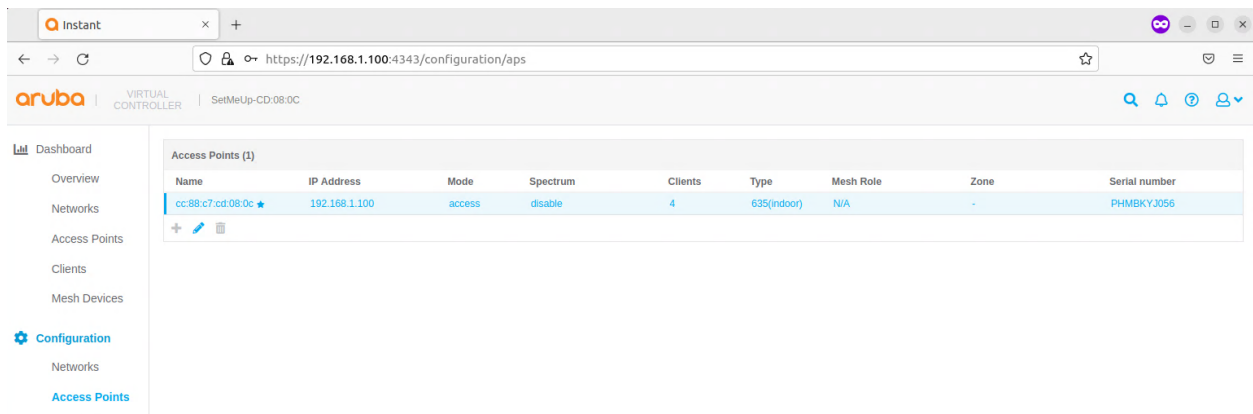 Instant
https://192.168.1.100:4343/configuration/aps
aruba VIRTUAL CONTROLLER SetMeUp-CD:08:0C
Dashboard
Overview
Networks
Access Points
Clients
Mesh Devices
Configuration
Networks
Access Points
Access Points (1)
Name IP Address Mode Spectrum Clients Type Mesh Role Zone Serial number
cc:88:c7:cd:08:0c 192.168.1.100 access disable 4 635(indoor) N/A - PHMBKYJ056